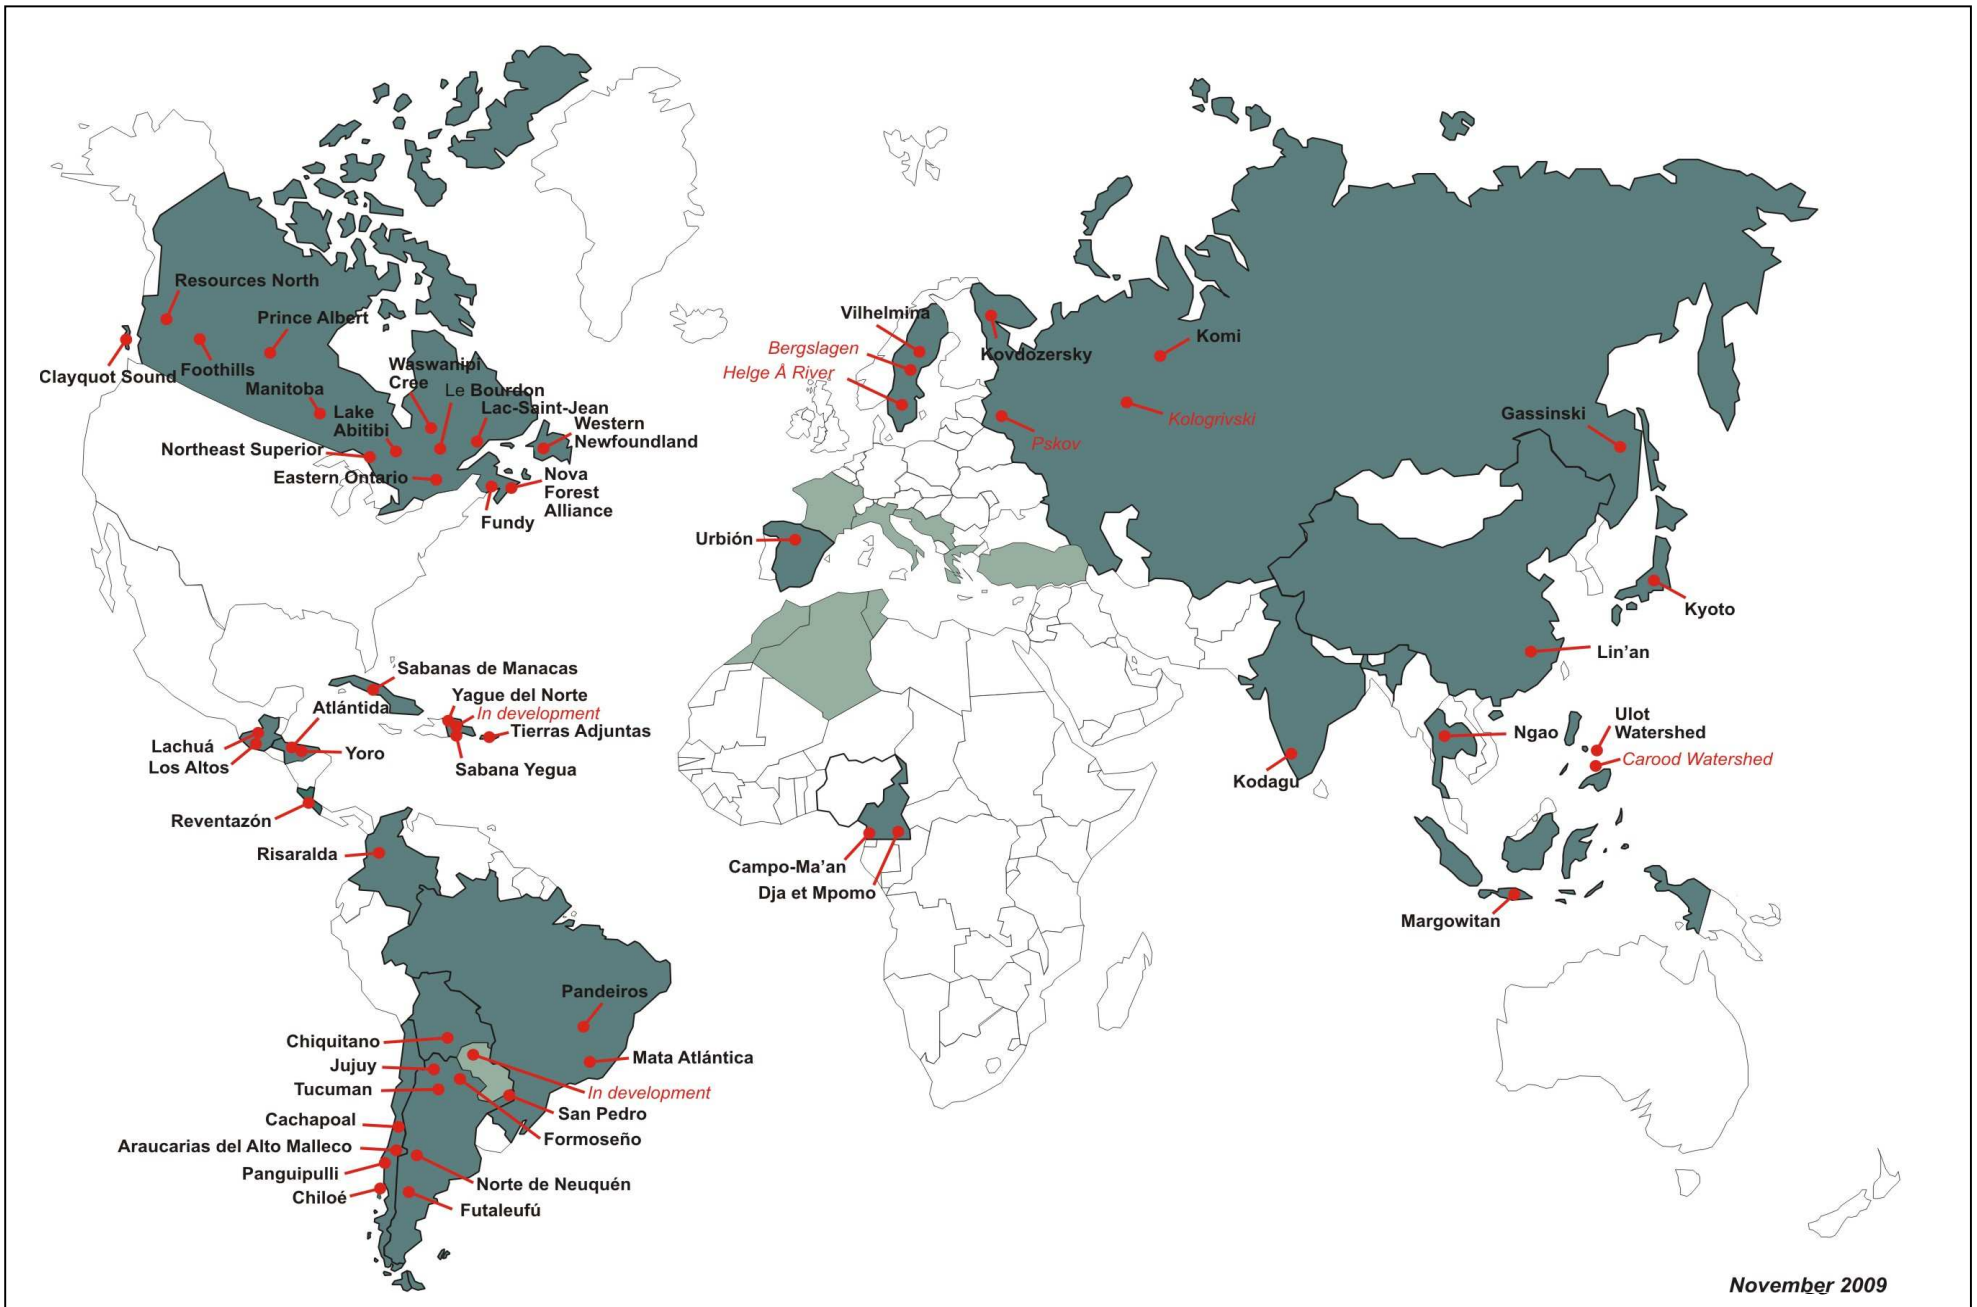 Resources North
Prince Albert
Clayquot Sound
Foothills
Manitoba
Waswanipi
Cree
Le Bourdon
Lac-Saint-Jean
Lake
Abitibi
Western
Newfoundland
Northeast Superior
Eastern Ontario
Nova
Forest
Alliance
Fundy
Vilhelmina
Bergslagen
Helge Å River
Kovdozersky
Komi
Kologrivski
Pskov
Gassinski
Urbión
Kyoto
Lin’an
Sabanas de Manacas
Yague del Norte
In development
Tierras Adjuntas
Sabana Yegua
Atlántida
Lachuá
Los Altos
Yoro
Reventazón
Risaralda
Ngao
Ulot
Watershed
Carood Watershed
Kodagu
Campo-Ma’an
Dja et Mpomo
Margowitan
Pandeiros
Chiquitano
Mata Atlántica
Jujuy
Tucuman
In development
San Pedro
Formoseño
Cachapoal
Araucarias del Alto Malleco
Panguipulli
Chiloé
Norte de Neuquén
Futaleufú
November 2009